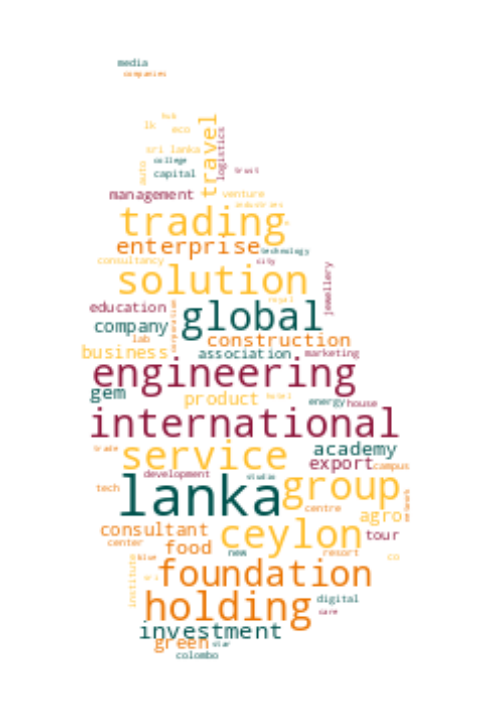 media
companies
hub
lk
eco
travel
logistics
sri lanka
college
auto
capital
trust
management
venture
industries
trading
enterprise
technology
consultancy
city
solution
jewellery
royal
education
global
corporation
company
lab
construction
business
association
marketing
engineering
gem
product
hotel
energy
house
international
trade
service
academy
export
campus
development
studio
tech
lanka
group
network
centre
agro
consultant
ceylon
tour
center
food
new
resort
co
blue
institute
foundation
sri
digital
holding
care
investment
green
star
colombo